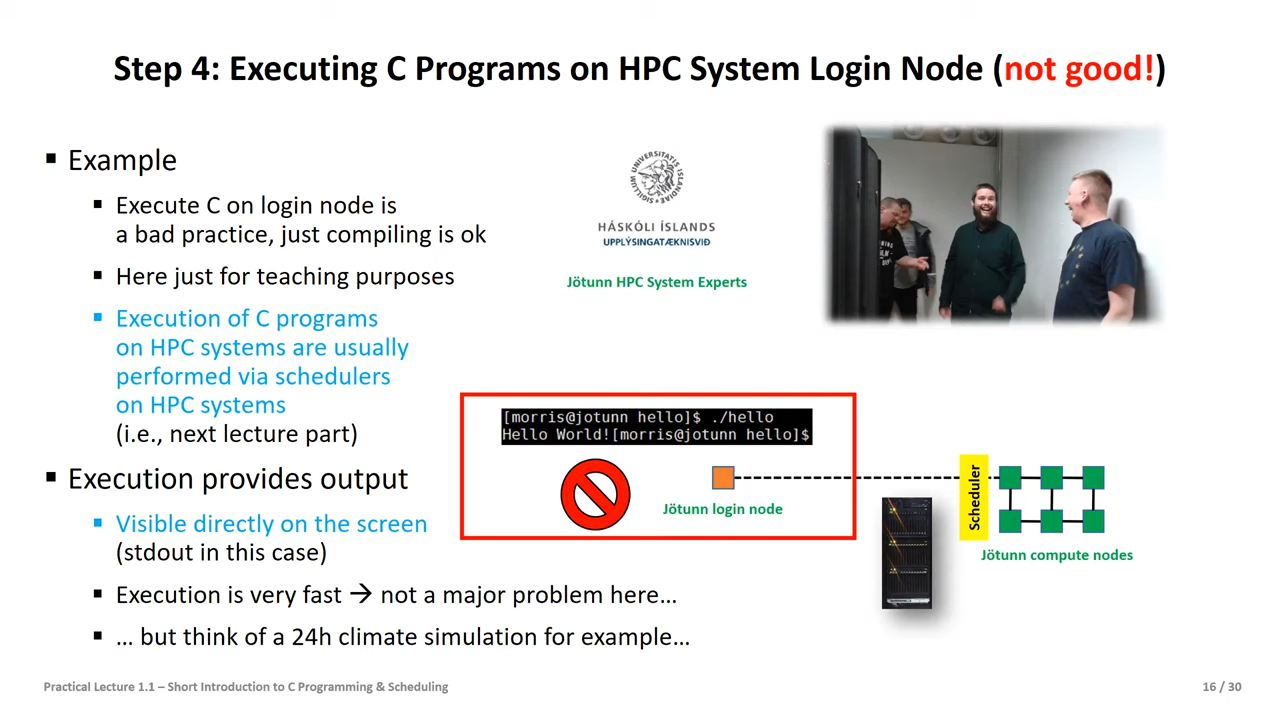 Step 4: Executing C Programs on HPC System Login Node (not good!)
▪ Example
▪ Execute C on login node is
a bad practice, just compiling is ok
▪ Here just for teaching purposes
▪ Execution of C programs
on HPC systems are usually
performed via schedulers
on HPC systems
(i.e., next lecture part)
▪ Execution provides output
▪ Visible directly on the screen
(stdout in this case)
▪ Execution is very fast → not a major problem here…
▪ … but think of a 24h climate simulation for example…
SIGILLUM UNIVERSITATIS ISLANDIAE
HÁSKÓLI ÍSLANDS
UPPLÝSINGATÆKNISVIÐ
Jötunn HPC System Experts
[morris@jotunn hello]$ ./hello
Hello World![morris@jotunn hello]$
Jötunn login node
Scheduler
Jötunn compute nodes
Practical Lecture 1.1 – Short Introduction to C Programming & Scheduling
16 / 30